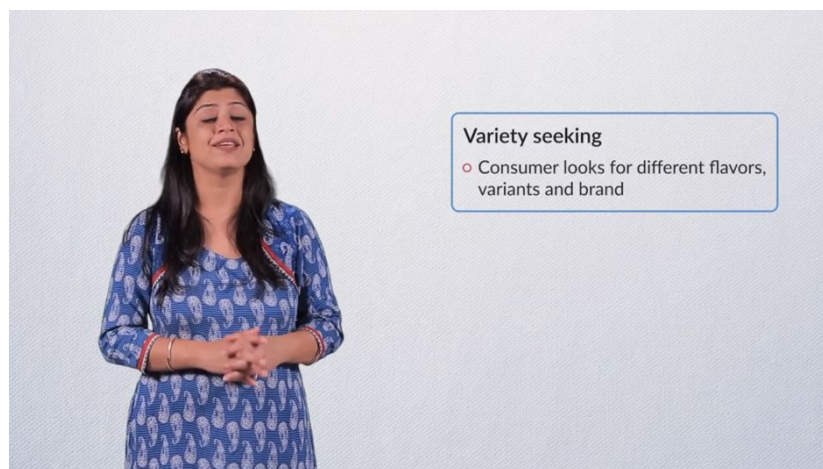 Variety seeking
Consumer looks for different flavors,
variants and brand